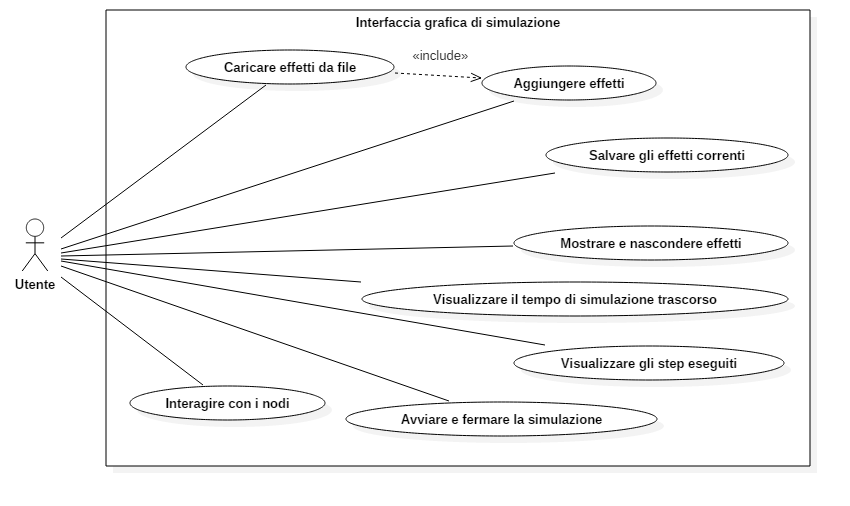 Interfaccia grafica di simulazione
«include»
Caricare effetti da file
Aggiungere effetti
Salvare gli effetti correnti
Mostrare e nascondere effetti
Utente
Visualizzare il tempo di simulazione trascorso
Visualizzare gli step eseguiti
Interagire con i nodi
Avviare e fermare la simulazione